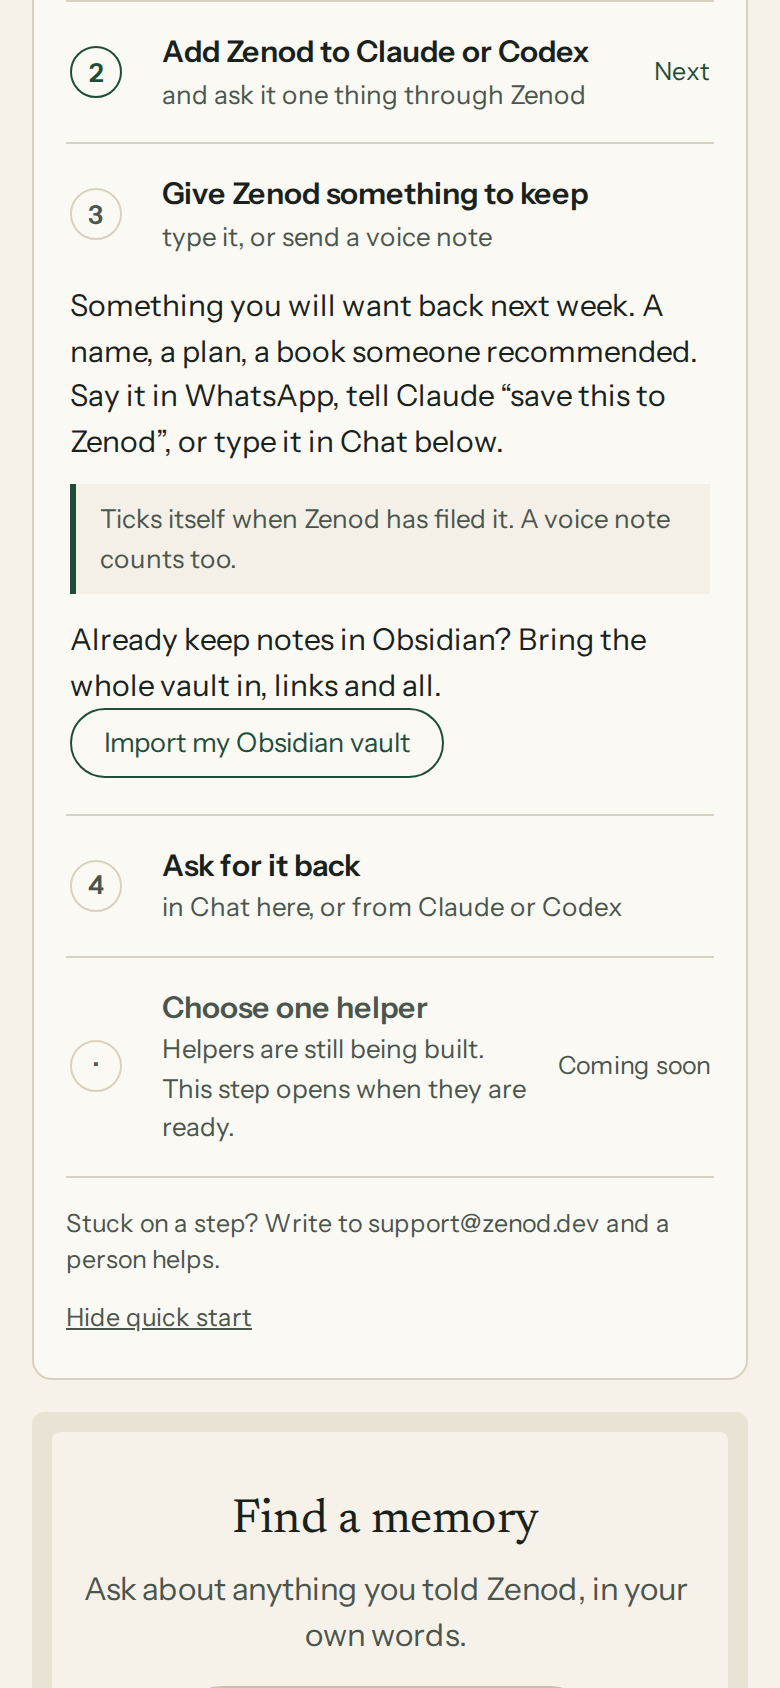 2
Add Zenod to Claude or Codex
and ask it one thing through Zenod
Next
3
Give Zenod something to keep
type it, or send a voice note
Something you will want back next week. A
name, a plan, a book someone recommended.
Say it in WhatsApp, tell Claude “save this to
Zenod”, or type it in Chat below.
Ticks itself when Zenod has filed it. A voice note
counts too.
Already keep notes in Obsidian? Bring the
whole vault in, links and all.
Import my Obsidian vault
4
Ask for it back
in Chat here, or from Claude or Codex
·
Choose one helper
Helpers are still being built.
This step opens when they are
ready.
Coming soon
Stuck on a step? Write to support@zenod.dev and a
person helps.
Hide quick start
Find a memory
Ask about anything you told Zenod, in your
own words.